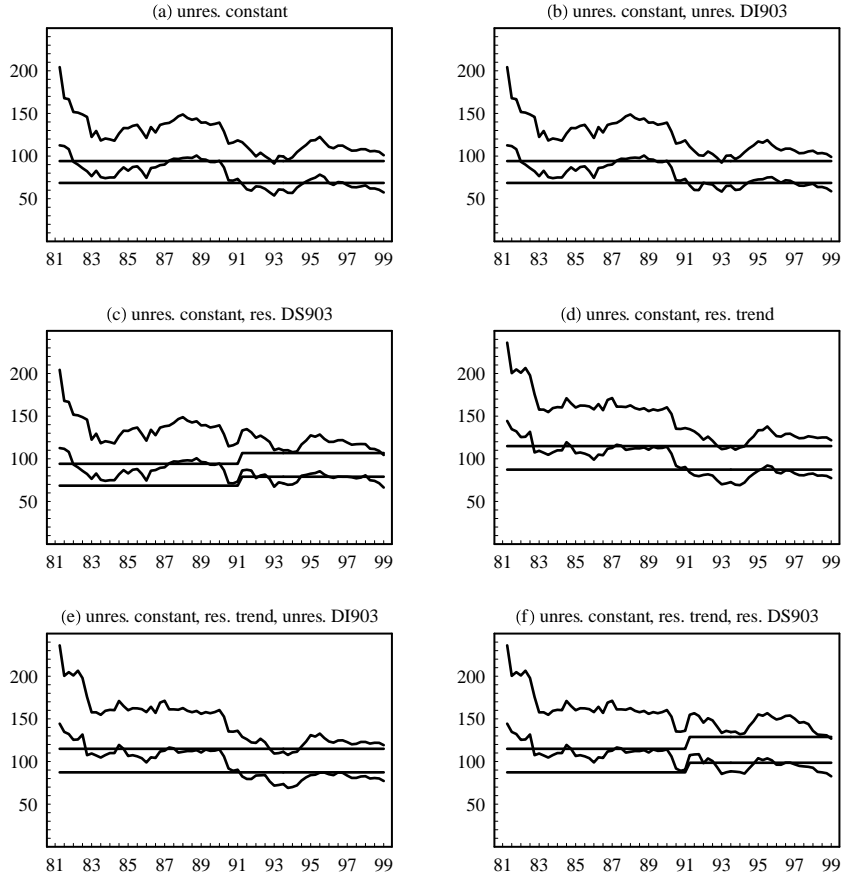 (a) unres. constant
(b) unres. constant, unres. DI903
200
150
100
50
81 83 85 87 89 91 93 95 97 99
200
150
100
50
81 83 85 87 89 91 93 95 97 99
(c) unres. constant, res. DS903
(d) unres. constant, res. trend
200
150
100
50
81 83 85 87 89 91 93 95 97 99
200
150
100
50
81 83 85 87 89 91 93 95 97 99
(e) unres. constant, res. trend, unres. DI903
(f) unres. constant, res. trend, res. DS903
200
150
100
50
81 83 85 87 89 91 93 95 97 99
200
150
100
50
81 83 85 87 89 91 93 95 97 99